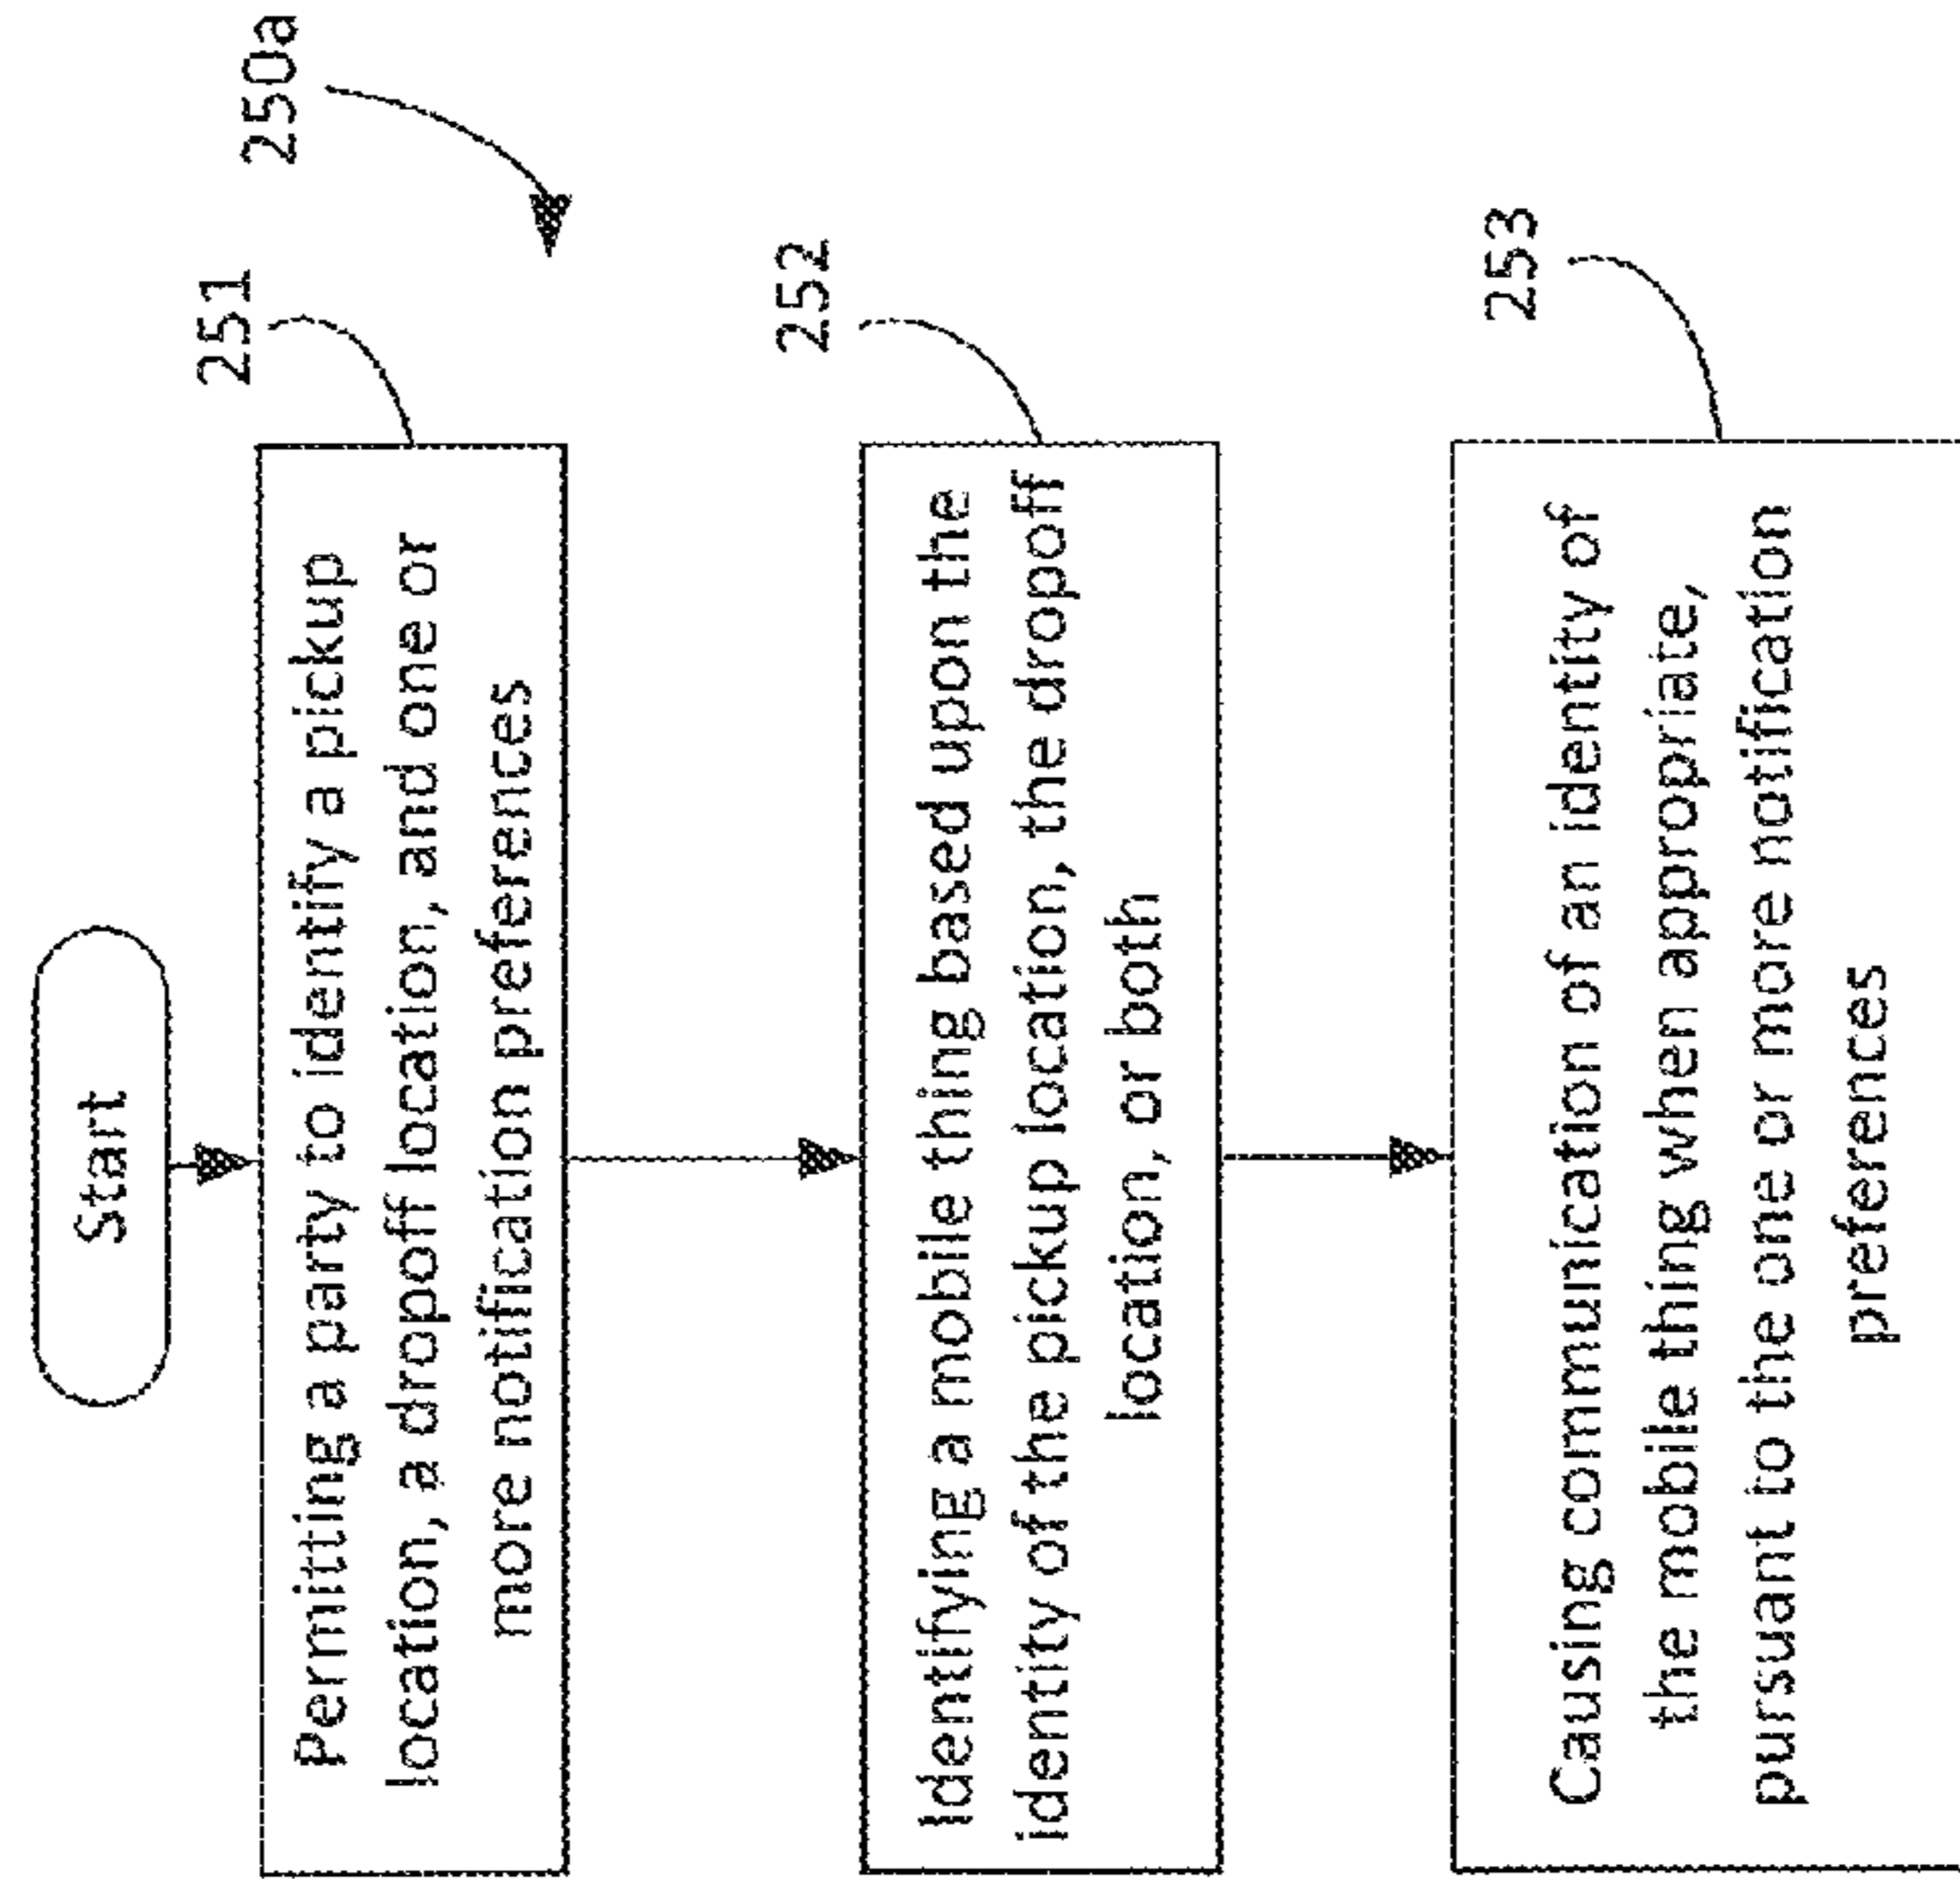 Start
250a
251
Permitting a party to identify a pickup
location, a dropoff location, and one or
more notification preferences
252
Identifying a mobile thing based upon the
identity of the pickup location, the dropoff
location, or both
253
Causing communication of an identity of
the mobile thing when appropriate,
pursuant to the one or more notification
preferences